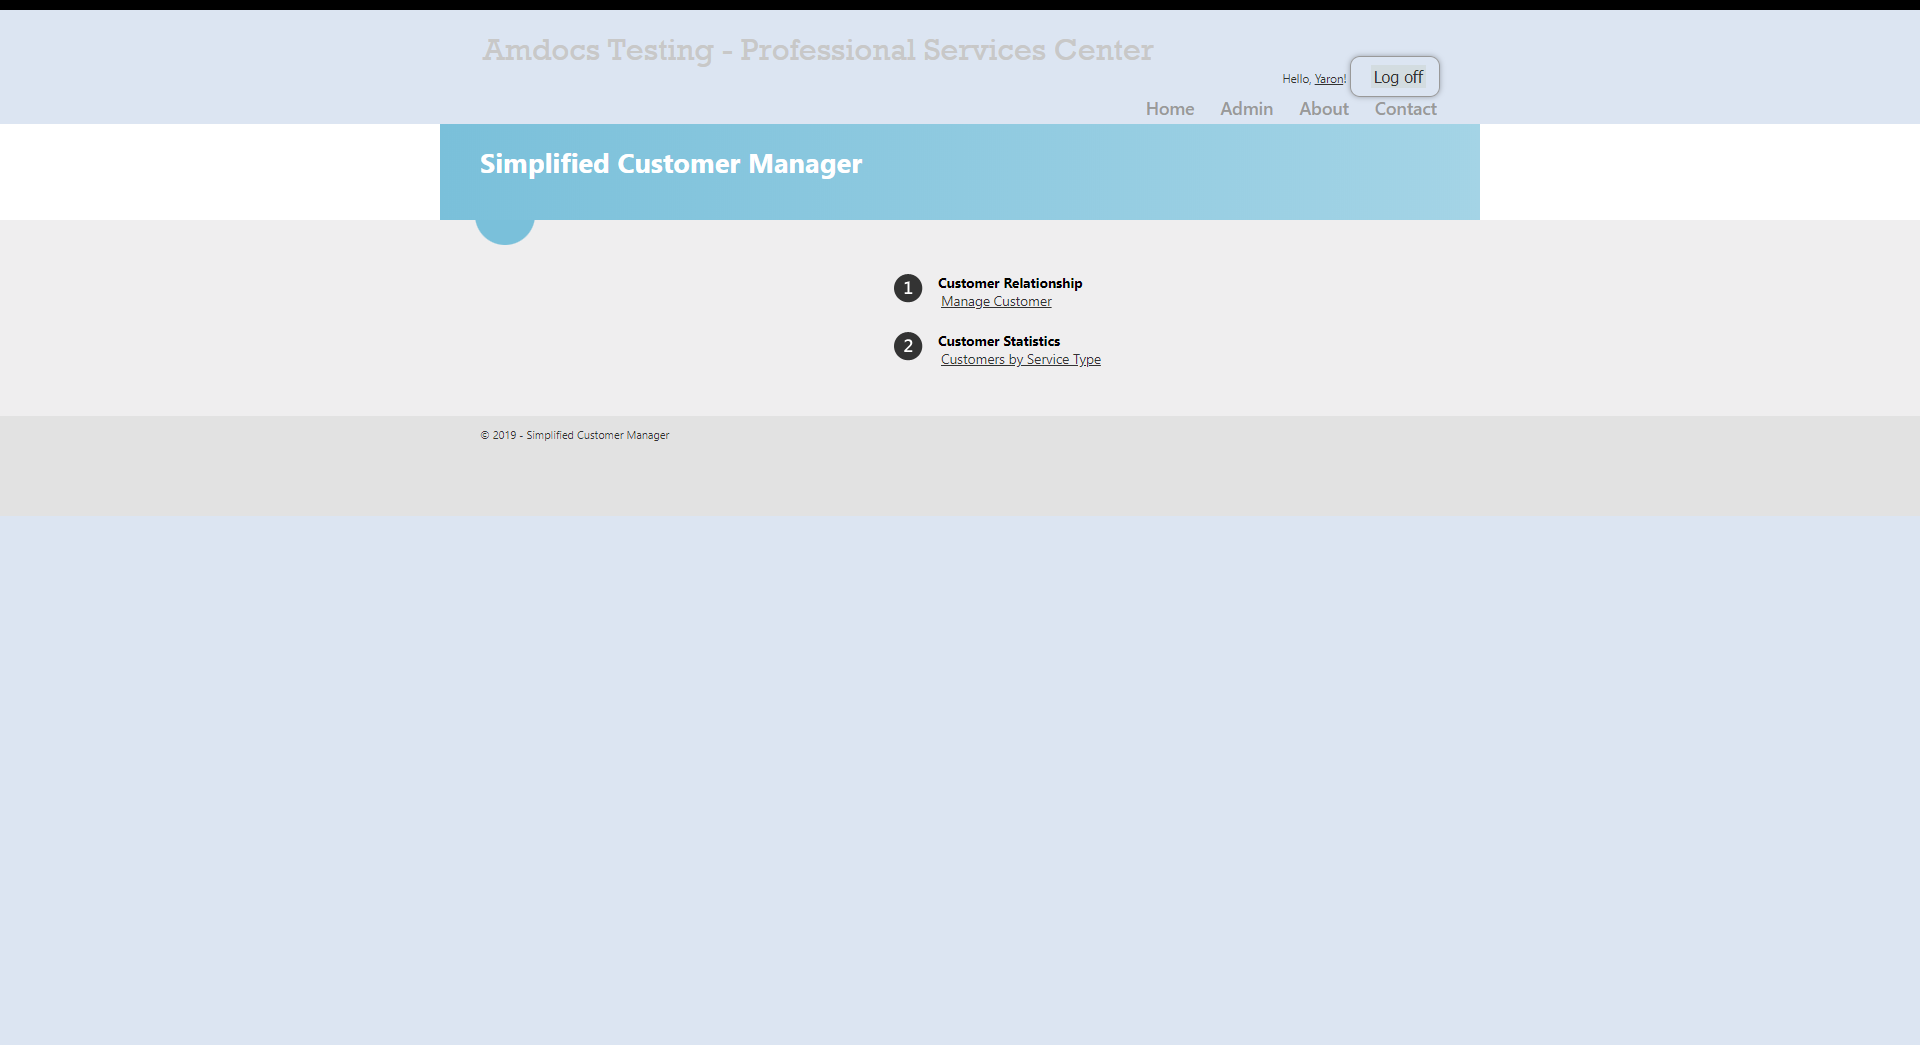 Amdocs Testing - Professional Services Center
Hello, Yaron! Log off
Home Admin About Contact
Simplified Customer Manager
1 Customer Relationship
Manage Customer
2 Customer Statistics
Customers by Service Type
© 2019 - Simplified Customer Manager